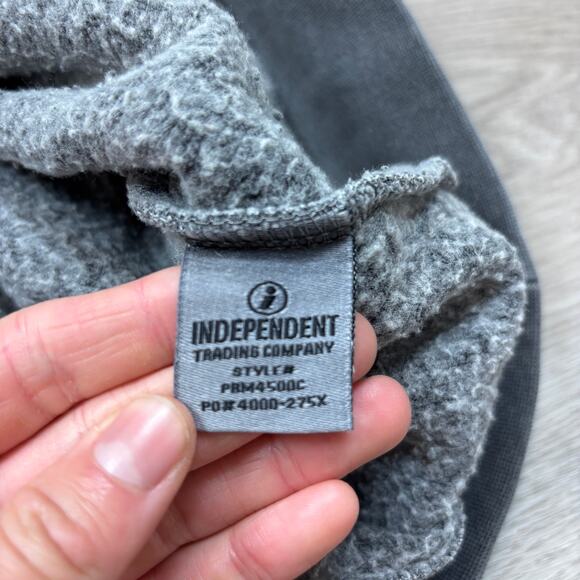 i
INDEPENDENT
TRADING COMPANY
STYLE#
PRM4500C
PO#4000-275X